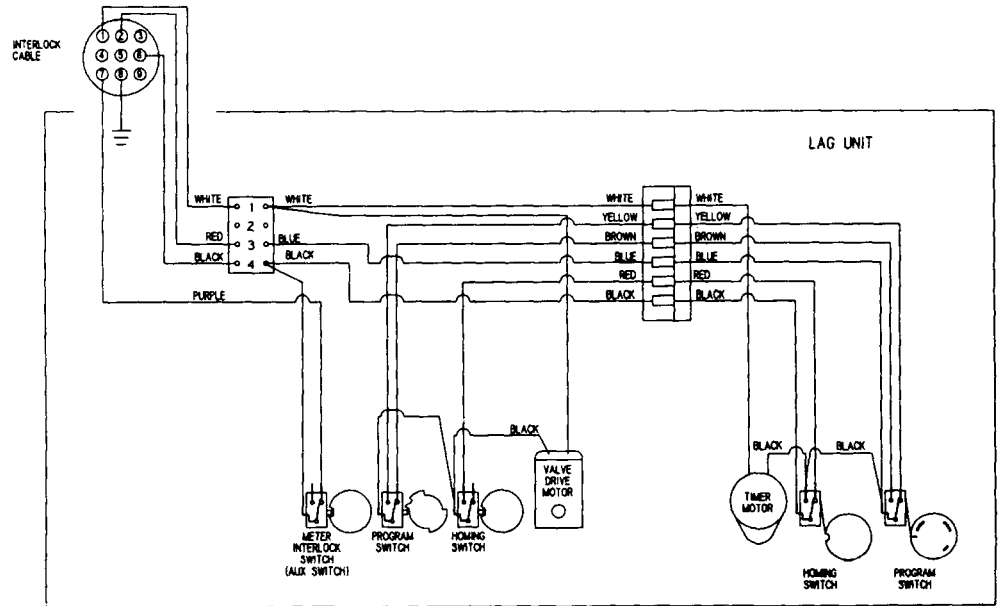 INTERLOCK
CABLE
1 2 3
4 5 6
7 8 9
LAG UNIT
WHITE 1 WHITE
2
RED 3 BLUE
BLACK 4 BLACK
PURPLE
WHITE WHITE
YELLOW YELLOW
BROWN BROWN
BLUE BLUE
RED RED
BLACK BLACK
BLACK
BLACK
BLACK
VALVE
DRIVE
MOTOR
TIMER
MOTOR
METER
INTERLOCK
SWITCH
(AUX SWITCH)
PROGRAM
SWITCH
HOMING
SWITCH
HOMING
SWITCH
PROGRAM
SWITCH